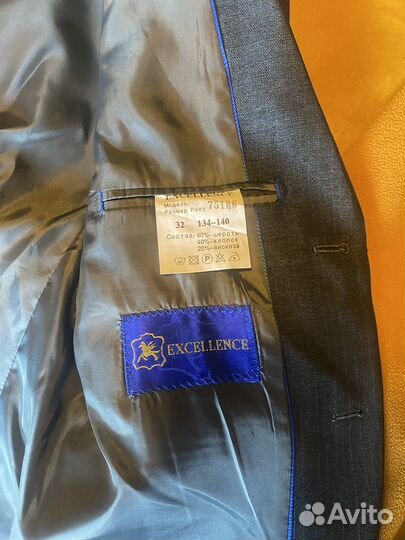 EXCELLENCE
Модель:
Размер Рост
32 134-140
Состав: 40%-шерсть
40%-хлопок
20%-вискоза
EXCELLENCE
Avito